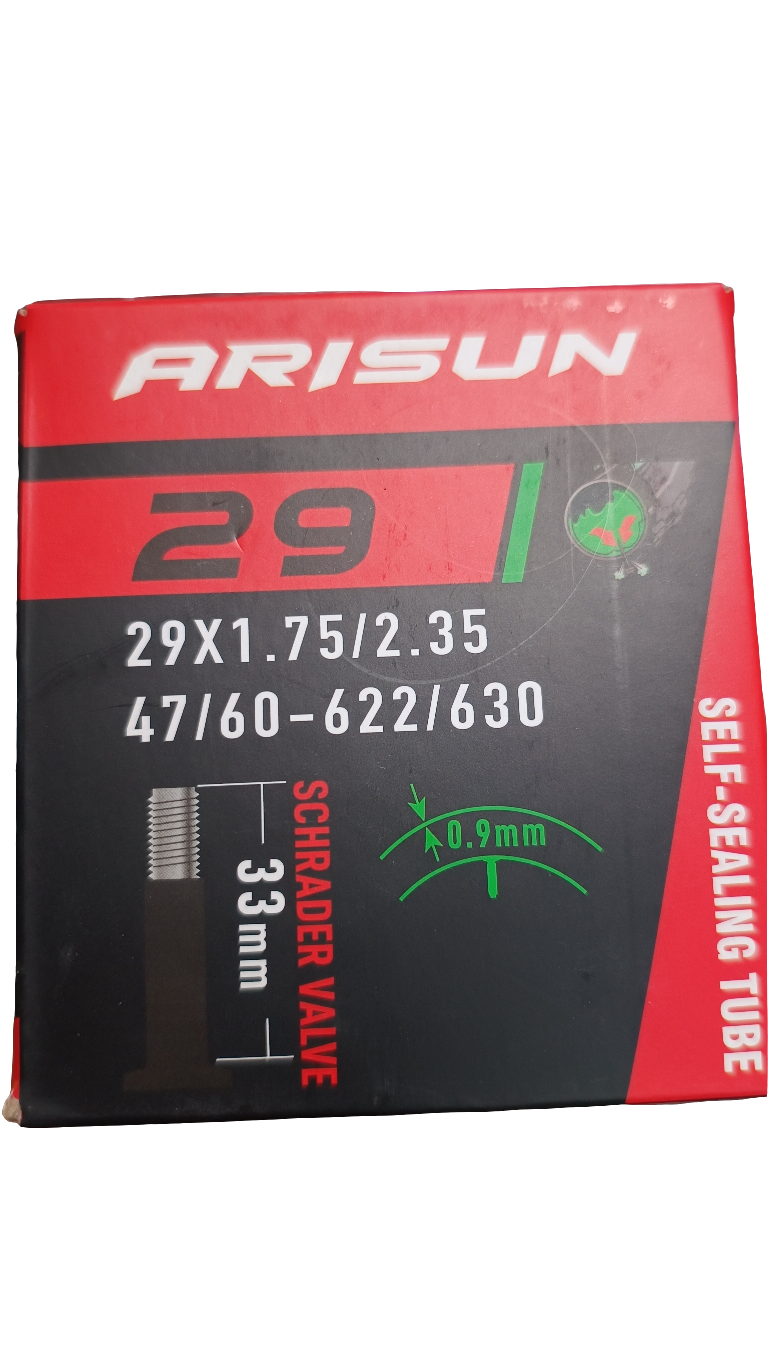 ARISUN
29
29X1.75/2.35
47/60-622/630
SCHRADER VALVE
33mm
0.9mm
SELF-SEALING TUBE